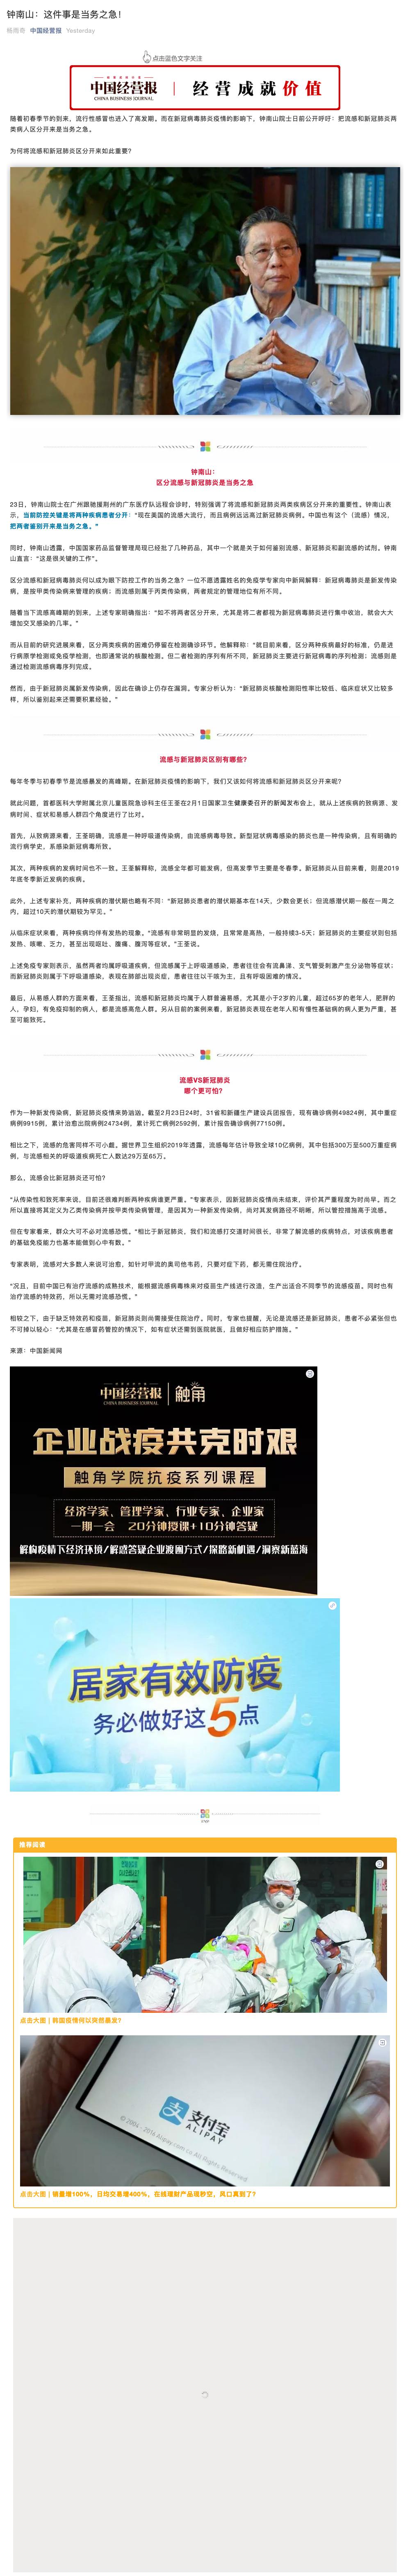 钟南山：这件事是当务之急！
杨雨奇 中国经营报 Yesterday
点击蓝色文字关注
中国经营报
CHINA BUSINESS JOURNAL
经营成就价值
随着初春季节的到来，流行性感冒也进入了高发期。而在新冠病毒肺炎疫情的影响下，钟南山院士日前公开呼吁：把流感和新冠肺炎两
类病人区分开来是当务之急。
为何将流感和新冠肺炎区分开来如此重要？
钟南山：
区分流感与新冠肺炎是当务之急
23日，钟南山院士在广州跟驰援荆州的广东医疗队远程会诊时，特别强调了将流感和新冠肺炎两类疾病区分开来的重要性。钟南山表
示，当前防控关键是将两种疾病患者分开：“现在美国的流感大流行，而且病例远远高过新冠肺炎病例。中国也有这个（流感）情况，
把两者鉴别开来是当务之急。”
同时，钟南山透露，中国国家药品监督管理局现已经批了几种药品，其中一个就是关于如何鉴别流感、新冠肺炎和副流感的试剂。钟南
山直言：“这是很关键的工作”。
区分流感和新冠病毒肺炎何以成为眼下防控工作的当务之急？一位不愿透露姓名的免疫学专家向中新网解释：新冠病毒肺炎是新发传染
病，是按甲类传染病来管理的疾病；而流感则属于丙类传染病，两者规定的管理地位有所不同。
随着当下流感高峰期的到来，上述专家明确指出：“如不将两者区分开来，尤其是将二者都视为新冠病毒肺炎进行集中收治，就会大大
增加交叉感染的几率。”
而从目前的研究进展来看，区分两类疾病的困难仍停留在检测确诊环节。他解释称：“就目前来看，区分两种疾病最好的标准，仍是进
行病原学检测或免疫学检测，也即通常说的核酸检测。但二者检测的序列有所不同，新冠肺炎主要进行新冠病毒的序列检测；流感则是
通过检测流感病毒序列完成。
然而，由于新冠肺炎属新发传染病，因此在确诊上仍存在漏洞。专家分析认为：“新冠肺炎核酸检测阳性率比较低、临床症状又比较多
样，所以鉴别起来还需要积累经验。”
流感与新冠肺炎区别有哪些？
每年冬季与初春季节是流感暴发的高峰期。在新冠肺炎疫情的影响下，我们又该如何将流感和新冠肺炎区分开来呢？
就此问题，首都医科大学附属北京儿童医院急诊科主任王荃在2月1日国家卫生健康委召开的新闻发布会上，就从上述疾病的致病源、发
病时间、症状和易感人群四个角度进行了比对。
首先，从致病源来看，王荃明确，流感是一种呼吸道传染病，由流感病毒导致。新型冠状病毒感染的肺炎也是一种传染病，且有明确的
流行病学史，系感染新冠病毒所致。
其次，两种疾病的发病时间也不一致。王荃解释称，流感全年都可能发病，但高发季节主要是冬春季。新冠肺炎从目前来看，则是2019
年底冬季新近发病的疾病。
此外，上述专家补充，两种疾病的潜伏期也略有不同：“新冠肺炎患者的潜伏期基本在14天，少数会更长；但流感潜伏期一般在一周之
内，超过10天的潜伏期较为罕见。”
从临床症状来看，两种疾病均伴有发热的现象。“流感有非常明显的发烧，且常常是高热，一般持续3-5天；新冠肺炎的主要症状则包括
发热、咳嗽、乏力，甚至出现呕吐、腹痛、腹泻等症状。”王荃说。
上述免疫专家则表示，虽然两者均属呼吸道疾病，但流感属于上呼吸道感染，患者往往会有流鼻涕、支气管受刺激产生分泌物等症状；
而新冠肺炎则属于下呼吸道感染，表现在肺部出现炎症，患者往往以干咳为主，且有呼吸困难的情况。
最后，从易感人群的方面来看，王荃指出，流感和新冠肺炎均属于人群普遍易感，尤其是小于2岁的儿童，超过65岁的老年人，肥胖的
人，孕妇，有免疫抑制的病人，都是流感高危人群。另从目前的案例来看，新冠肺炎表现在老年人和有慢性基础病的病人更为严重，甚
至可能致死。
流感VS新冠肺炎
哪个更可怕？
作为一种新发传染病，新冠肺炎疫情来势汹汹。截至2月23日24时，31省和新疆生产建设兵团报告，现有确诊病例49824例，其中重症
病例9915例，累计治愈出院病例24734例，累计死亡病例2592例，累计报告确诊病例77150例。
相比之下，流感的危害同样不可小觑。据世界卫生组织2019年透露，流感每年估计导致全球10亿病例，其中包括300万至500万重症病
例，与流感相关的呼吸道疾病死亡人数达29万至65万。
那么，流感会比新冠肺炎还可怕？
“从传染性和致死率来说，目前还很难判断两种疾病谁更严重。”专家表示，因新冠肺炎疫情尚未结束，评价其严重程度为时尚早。而之
所以直接将其定义为乙类传染病并按甲类传染病管理，是因其为一种新发传染病，尚对其发病路径不明晰，所以管控措施高于流感。
但在专家看来，群众大可不必对流感恐慌。“相比于新冠肺炎，我们和流感打交道时间很长，非常了解流感的疾病特点，对该疾病患者
的基础免疫能力也基本能做到心中有数。”
专家表明，流感对大多数人来说可治愈，如针对甲流的奥司他韦药，只要对症下药，都无需住院治疗。
“况且，目前中国已有治疗流感的成熟技术，能根据流感病毒株来对疫苗生产线进行改造，生产出适合不同季节的流感疫苗。同时也有
治疗流感的特效药，所以无需对流感恐慌。”
相较之下，由于缺乏特效药和疫苗，新冠肺炎则尚需接受住院治疗。同时，专家也提醒，无论是流感还是新冠肺炎，患者不必紧张但也
不可掉以轻心：“尤其是在感冒药管控的情况下，如有症状还需到医院就医，且做好相应防护措施。”
来源：中国新闻网
中国经营报 触角
CHINA BUSINESS JOURNAL
企业战疫共克时艰
触角学院抗疫系列课程
经济学家、管理学家、行业专家、企业家
一期一会 20分钟授课+10分钟答疑
解构疫情下经济环境/解惑答疑企业渡困方式/探路新机遇/洞察新蓝海
居家有效防疫
务必做好这5点
推荐阅读
点击大图 | 韩国疫情何以突然暴发？
支付宝
ALIPAY
© 2004 - 2016 Alipay.com Co. All Rights Reserved.
点击大图 | 销量增100%，日均交易增400%，在线理财产品现秒空，风口真到了？